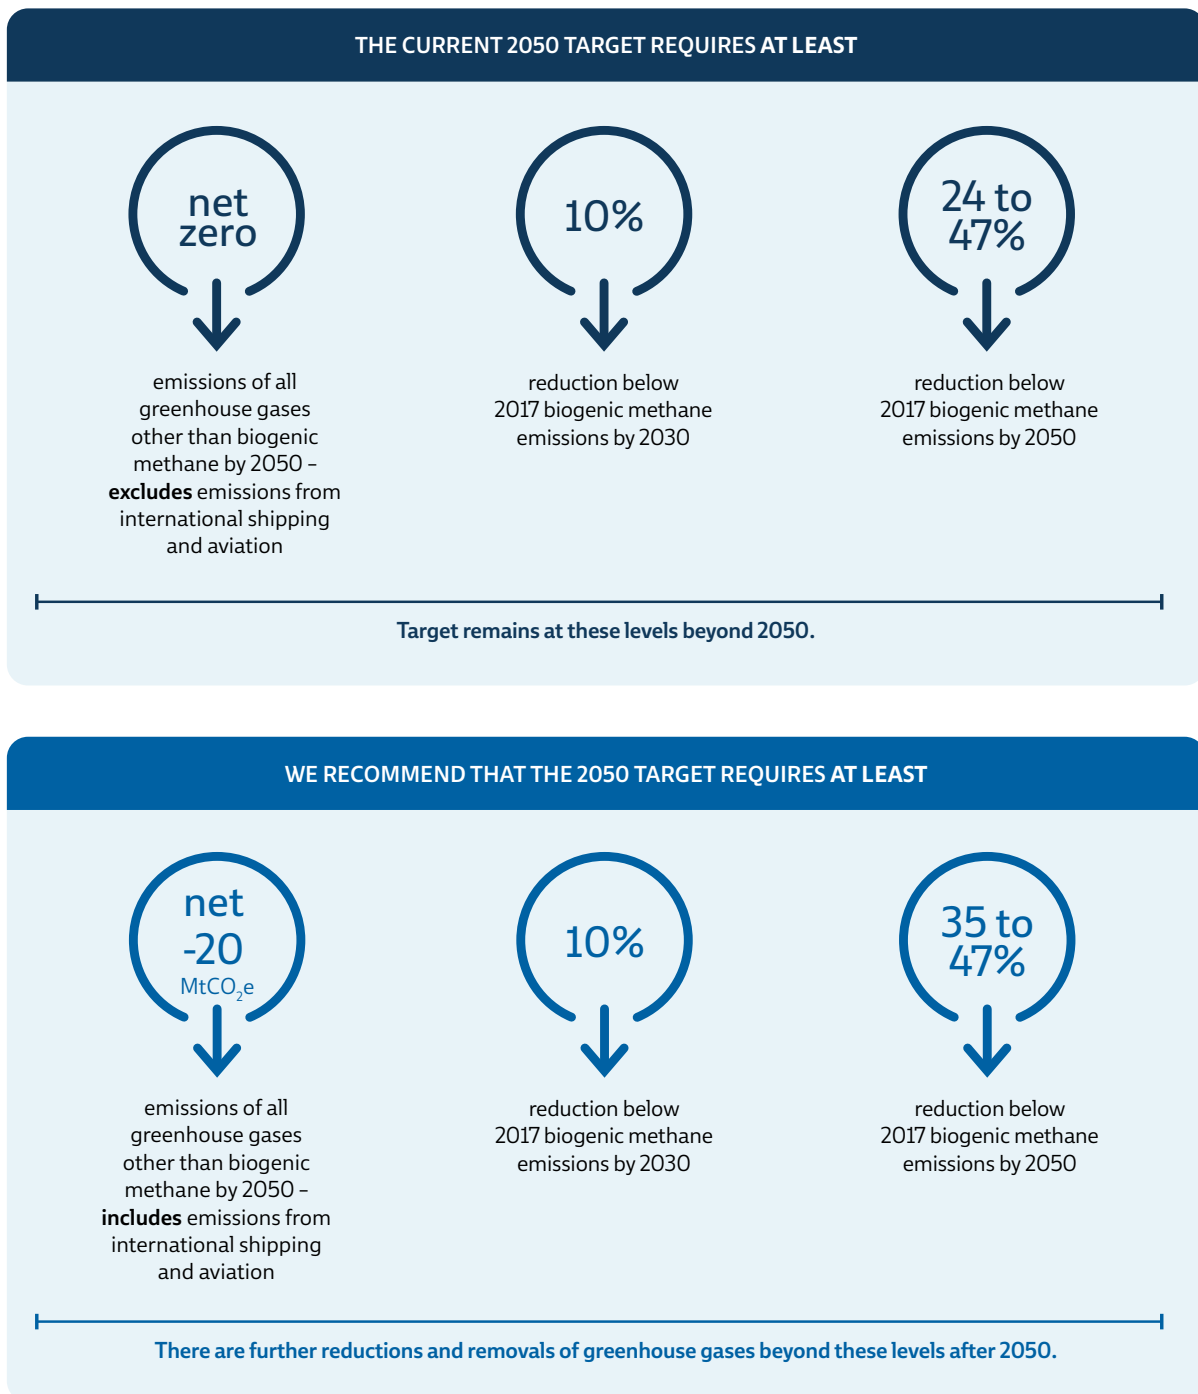 THE CURRENT 2050 TARGET REQUIRES AT LEAST
net
zero
emissions of all
greenhouse gases
other than biogenic
methane by 2050 –
excludes emissions from
international shipping
and aviation
10%
reduction below
2017 biogenic methane
emissions by 2030
24 to
47%
reduction below
2017 biogenic methane
emissions by 2050
Target remains at these levels beyond 2050.
WE RECOMMEND THAT THE 2050 TARGET REQUIRES AT LEAST
net
-20
MtCO₂e
emissions of all
greenhouse gases
other than biogenic
methane by 2050 –
includes emissions from
international shipping
and aviation
10%
reduction below
2017 biogenic methane
emissions by 2030
35 to
47%
reduction below
2017 biogenic methane
emissions by 2050
There are further reductions and removals of greenhouse gases beyond these levels after 2050.